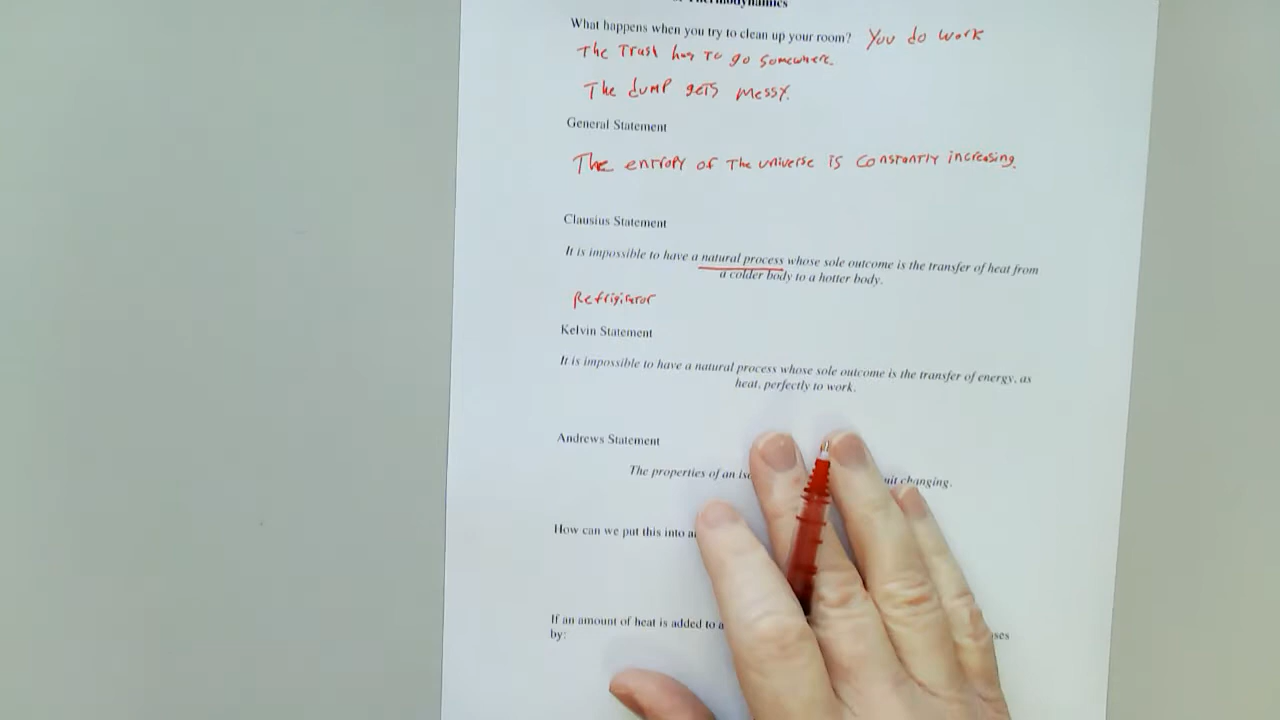 Thermodynamics
What happens when you try to clean up your room? You do work
The Trash has To go somewhere.
The dump gets messy.
General Statement
The entropy of The universe is constantly increasing.
Clausius Statement
It is impossible to have a natural process whose sole outcome is the transfer of heat from
a colder body to a hotter body.
Kelvin Statement
It is impossible to have a natural process whose sole outcome is the transfer of energy, as
heat, perfectly to work.
Andrews Statement
The properties of an changing.
How can we put this into
If an amount of heat is added to a
by: